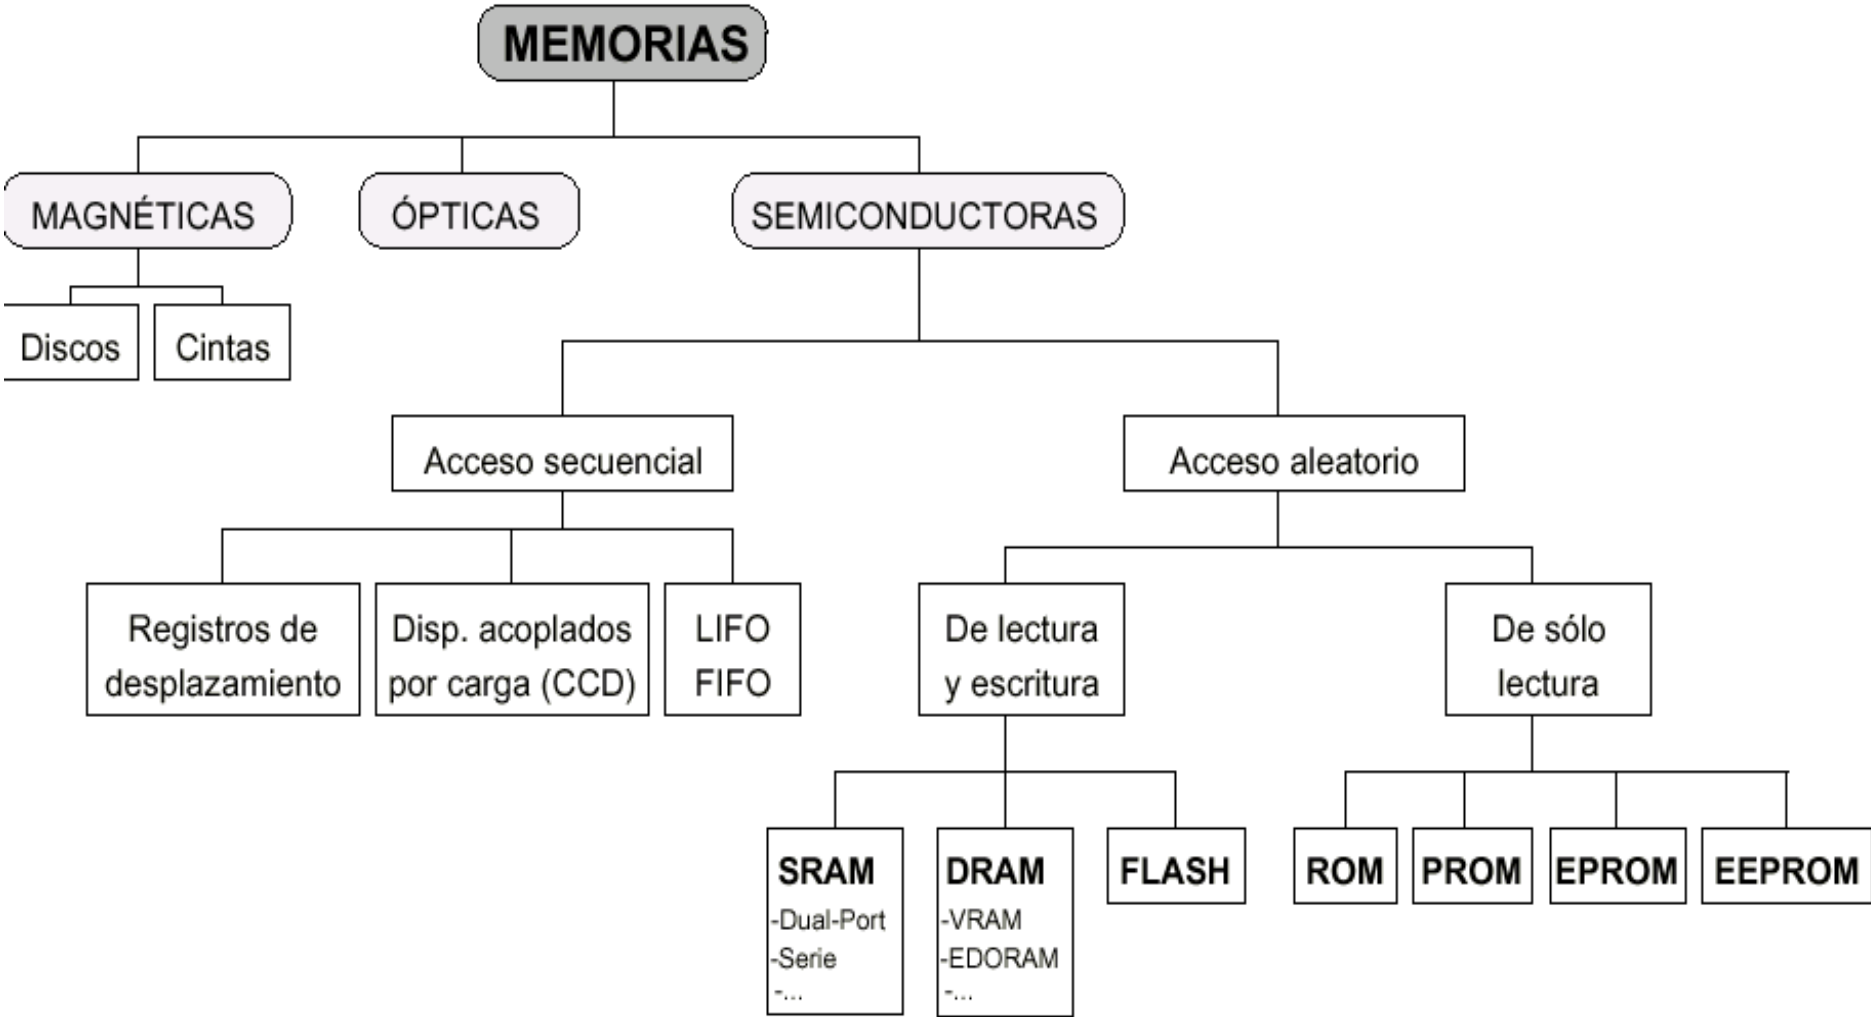 MEMORIAS
MAGNÉTICAS
ÓPTICAS
SEMICONDUCTORAS
Discos
Cintas
Acceso secuencial
Acceso aleatorio
Registros de
desplazamiento
Disp. acoplados
por carga (CCD)
LIFO
FIFO
De lectura
y escritura
De sólo
lectura
SRAM
-Dual-Port
-Serie
-...
DRAM
-VRAM
-EDORAM
-...
FLASH
ROM
PROM
EPROM
EEPROM